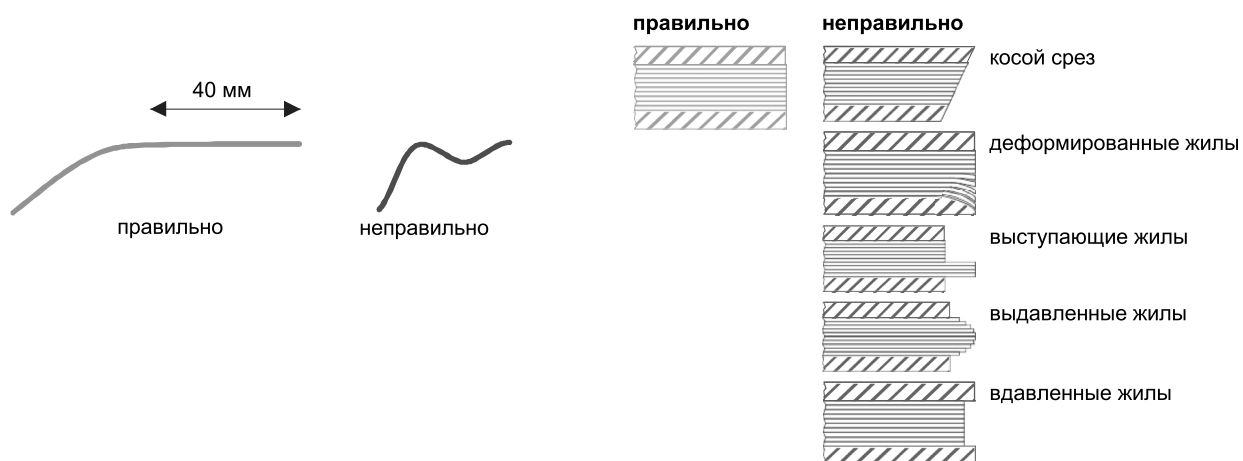 40 мм
правильно
неправильно
правильно
неправильно
косой срез
деформированные жилы
выступающие жилы
выдавленные жилы
вдавленные жилы